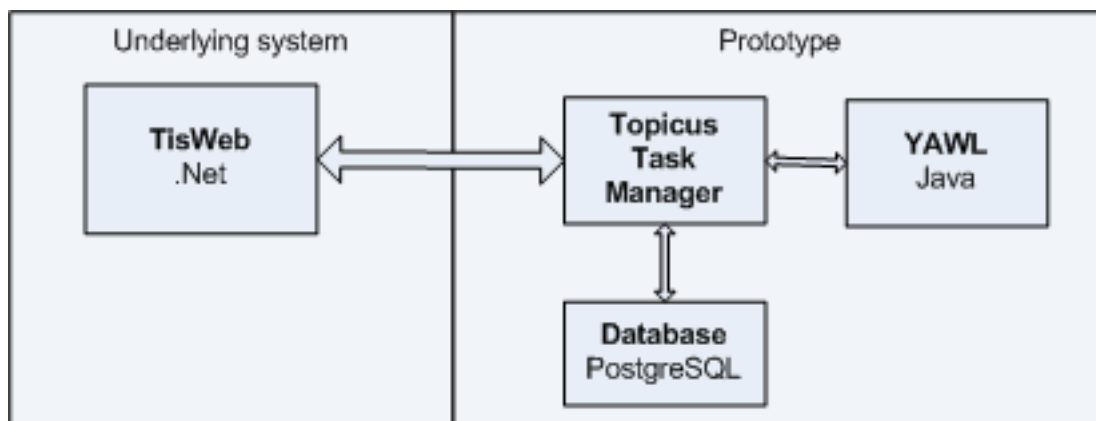 Underlying system
Prototype
TisWeb
.Net
Topicus
Task
Manager
YAWL
Java
Database
PostgreSQL